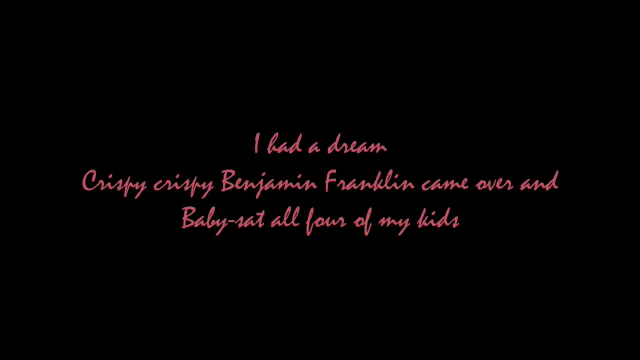 I had a dream
Crispy crispy Benjamin Franklin came over and
Baby-sat all four of my kids